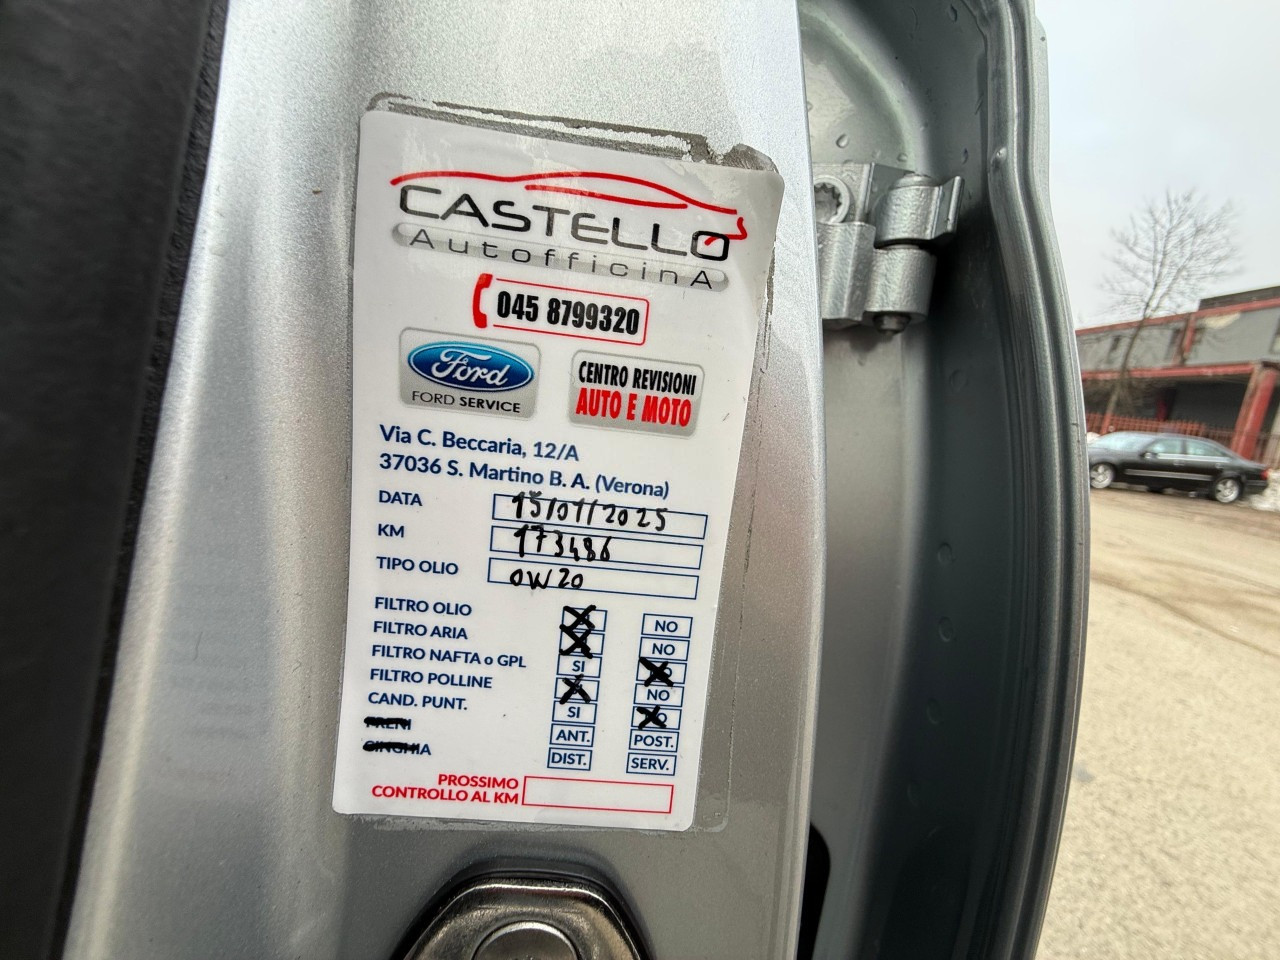 CASTELLO
AutofficinA
045 8799320
Ford
FORD SERVICE
CENTRO REVISIONI
AUTO E MOTO
Via C. Beccaria, 12/A
37036 S. Martino B. A. (Verona)
DATA 15/01/2025
KM 173486
TIPO OLIO 0W20
FILTRO OLIO NO
FILTRO ARIA NO
FILTRO NAFTA o GPL SI
FILTRO POLLINE NO
CAND. PUNT. SI
FRENI ANT. POST.
CINGHIA DIST. SERV.
PROSSIMO
CONTROLLO AL KM